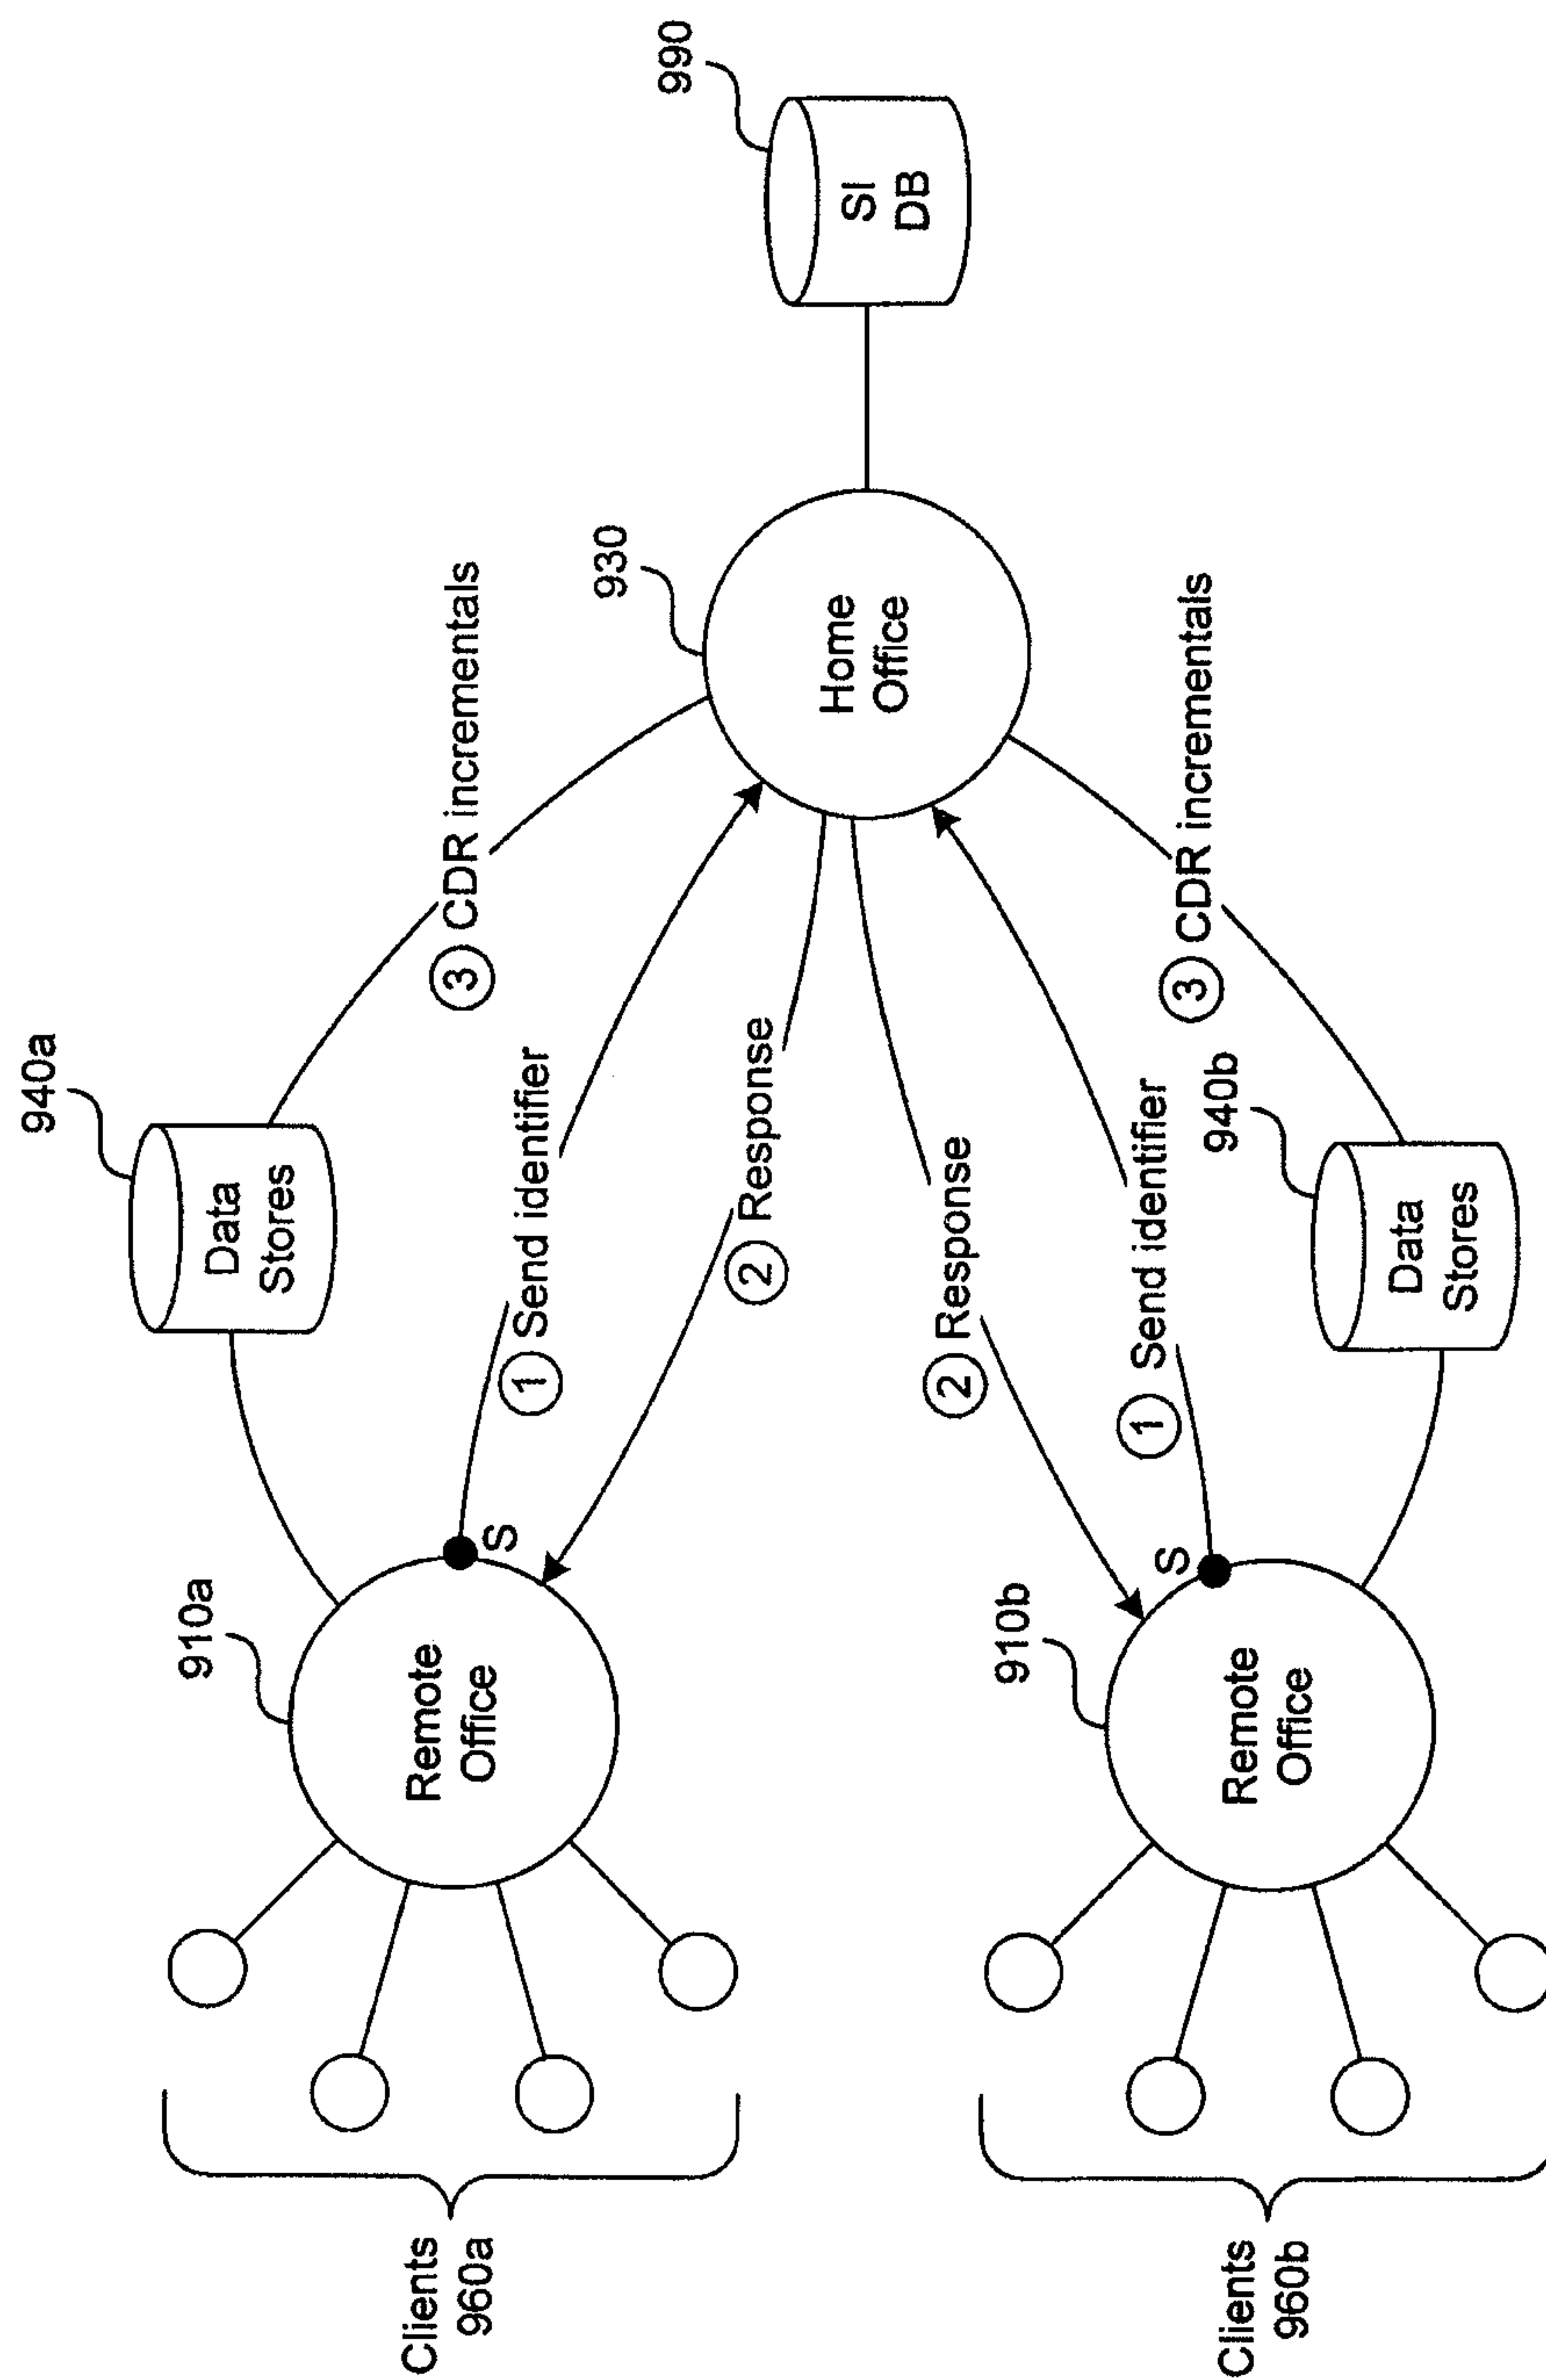 940a
Data
Stores
3 CDR incrementals
910a
Remote
Office
S
1 Send identifier
2 Response
Clients
960a
930
Home
Office
990
SI
DB
2 Response
910b
Remote
Office
S
1 Send identifier
940b
Data
Stores
3 CDR incrementals
Clients
960b